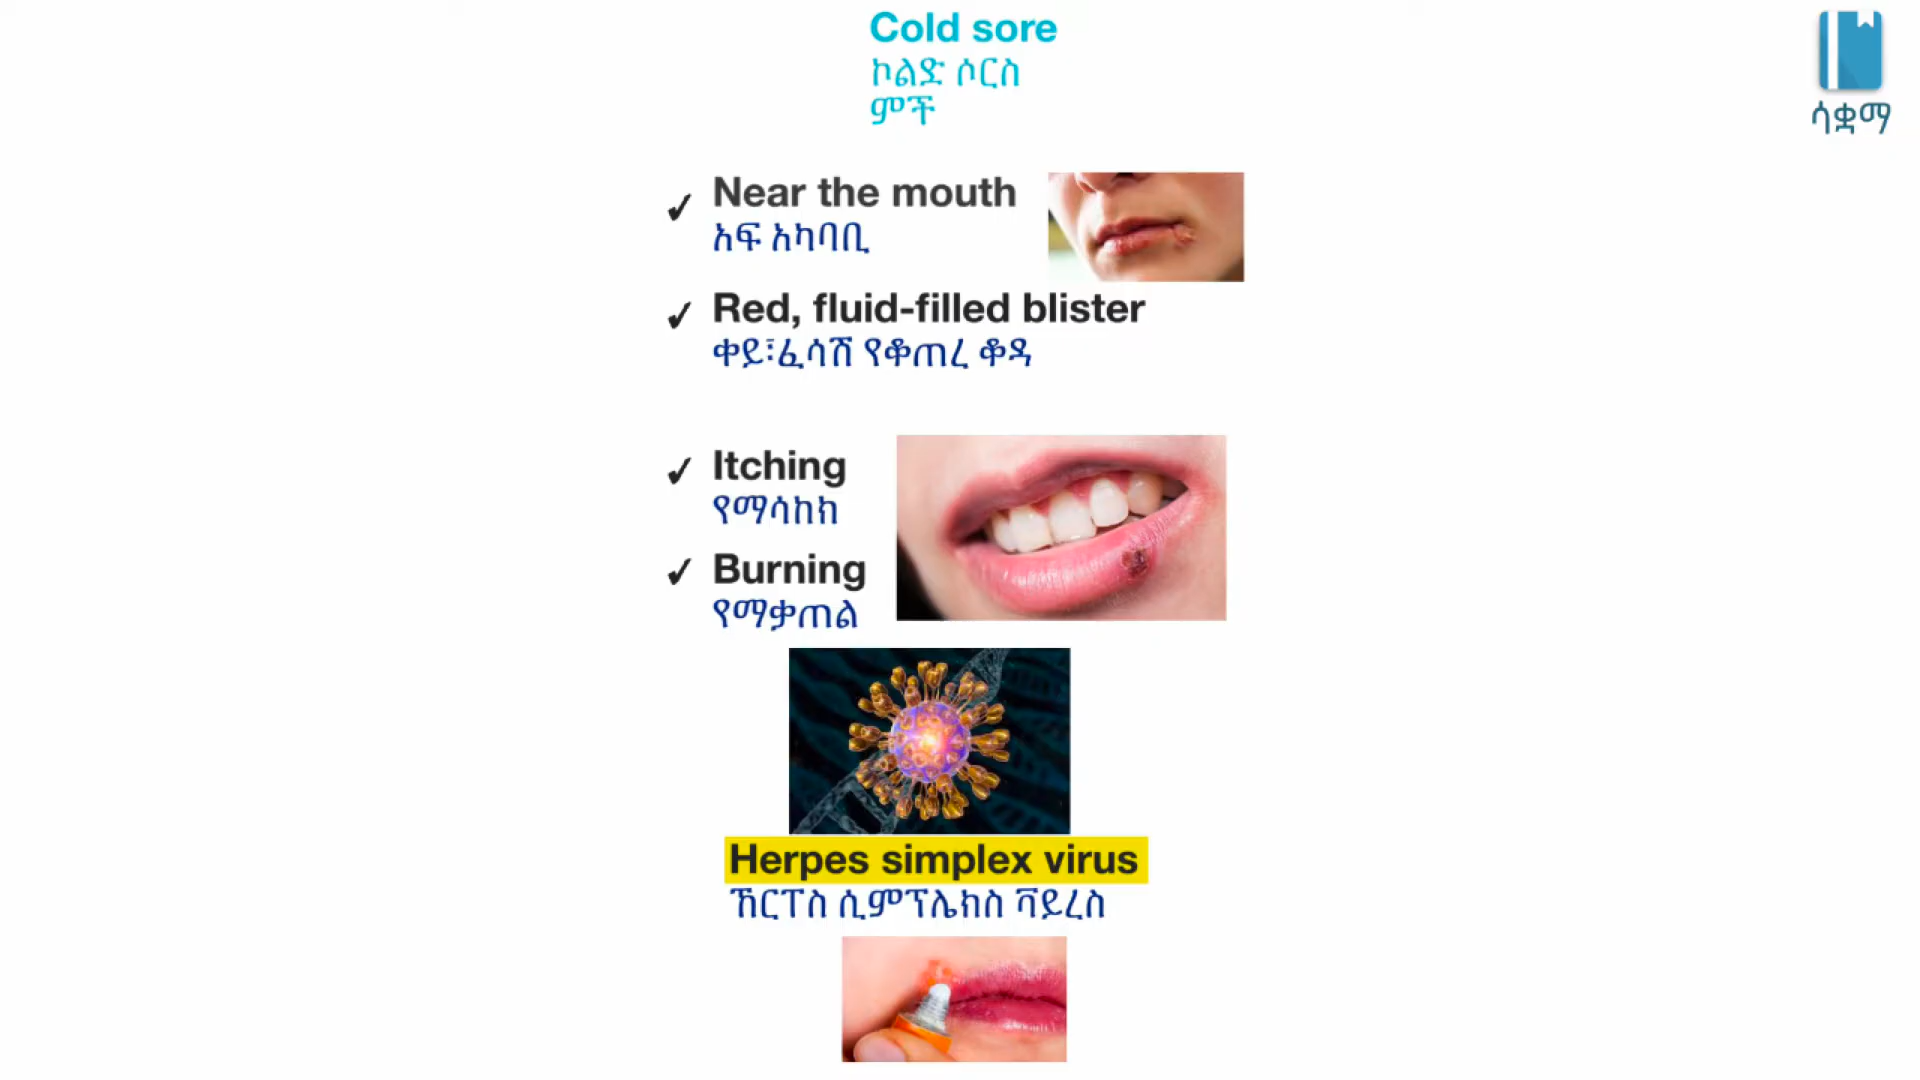 Cold sore
ኮልድ ሶርስ
ምች
ሳቋማ
Near the mouth
አፍ አካባቢ
Red, fluid-filled blister
ቀይ፣ፈሳሽ የቆጠረ ቆዳ
Itching
የማሳከክ
Burning
የማቃጠል
Herpes simplex virus
ኸርፐስ ሲምፕሌክስ ቫይረስ